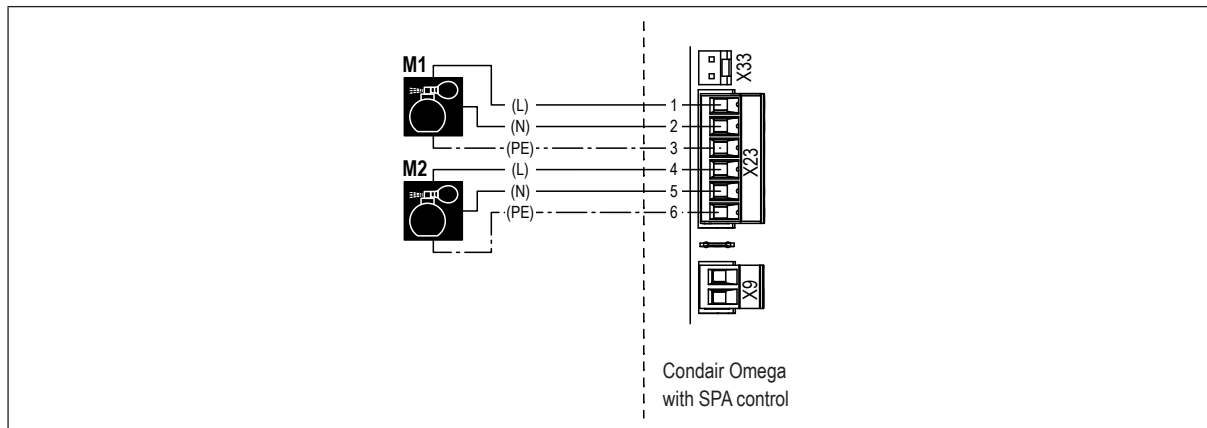 M1
X33
(L) 1
(N) 2
(PE) 3
M2
(L) 4
X23
(N) 5
(PE) 6
X9
Condair Omega
with SPA control